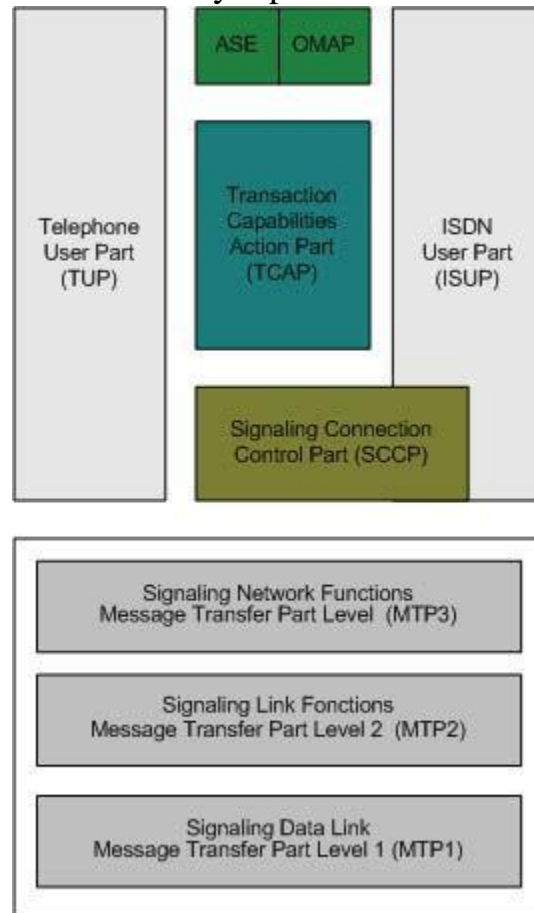 ASE
OMAP
Telephone
User Part
(TUP)
Transaction
Capabilities
Action Part
(TCAP)
ISDN
User Part
(ISUP)
Signaling Connection
Control Part (SCCP)
Signaling Network Functions
Message Transfer Part Level (MTP3)
Signaling Link Fonctions
Message Transfer Part Level 2 (MTP2)
Signaling Data Link
Message Transfer Part Level 1 (MTP1)